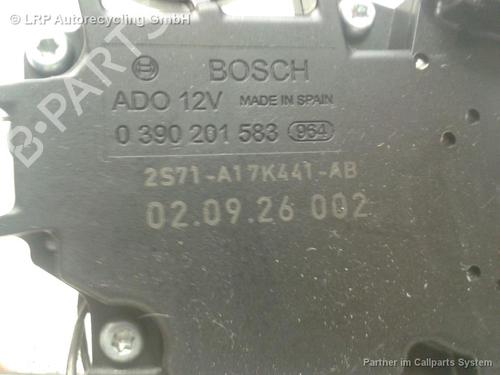 LRP Autorecycling GmbH
BOSCH
ADO 12V MADE IN SPAIN
0 390 201 583 964
2S71-A17K441-AB
02.09.26 002
B-PARTS
Partner im Callparts System